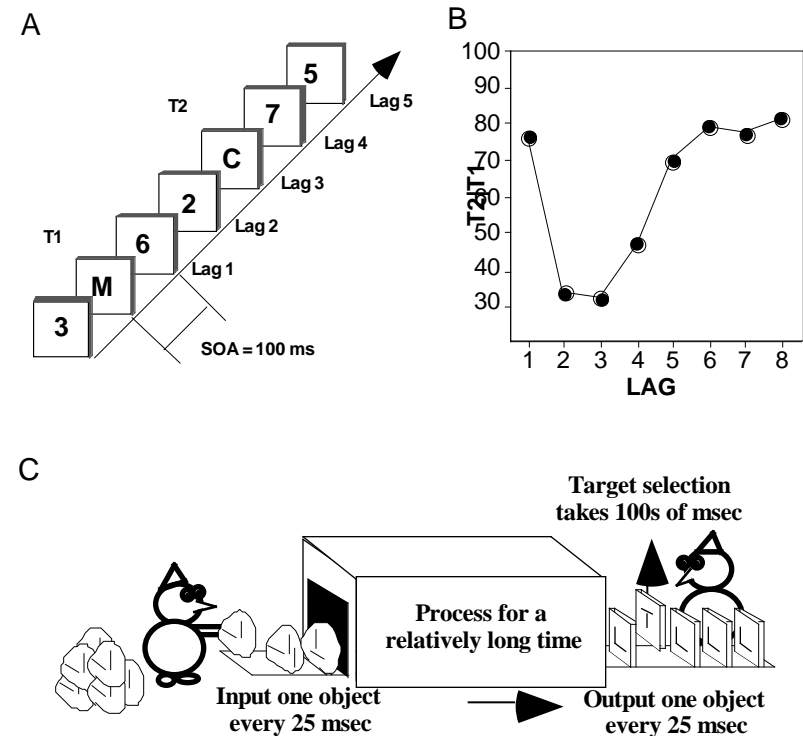 A
5
7
C
2
6
M
3
T2
T1
Lag 5
Lag 4
Lag 3
Lag 2
Lag 1
SOA = 100 ms
B
100
90
80
70
60
50
40
30
T2|T1
1 2 3 4 5 6 7 8
LAG
C
Target selection
takes 100s of msec
Process for a
relatively long time
L T L L L
Input one object
every 25 msec
Output one object
every 25 msec